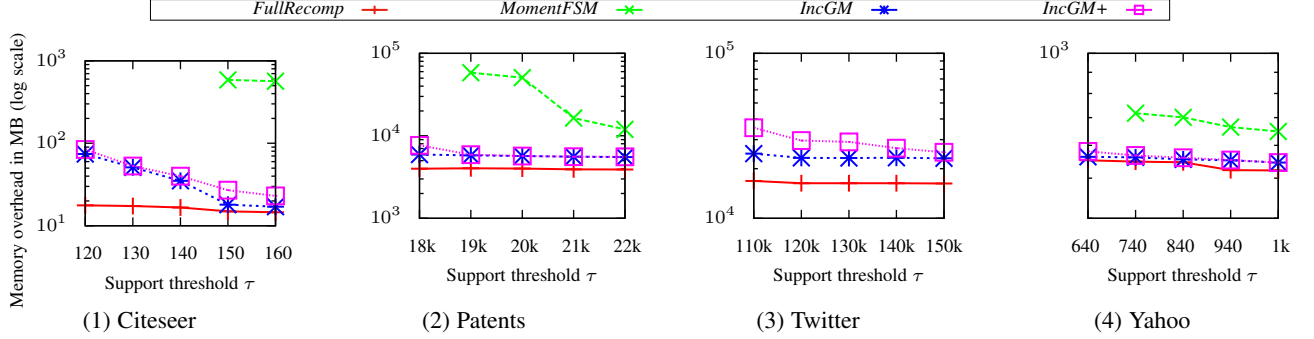 FullRecomp MomentFSM IncGM IncGM+
Memory overhead in MB (log scale)
10^3
10^2
10^1
120 130 140 150 160
Support threshold τ
(1) Citeseer
10^5
10^4
10^3
18k 19k 20k 21k 22k
Support threshold τ
(2) Patents
10^5
10^4
110k 120k 130k 140k 150k
Support threshold τ
(3) Twitter
10^3
640 740 840 940 1k
Support threshold τ
(4) Yahoo